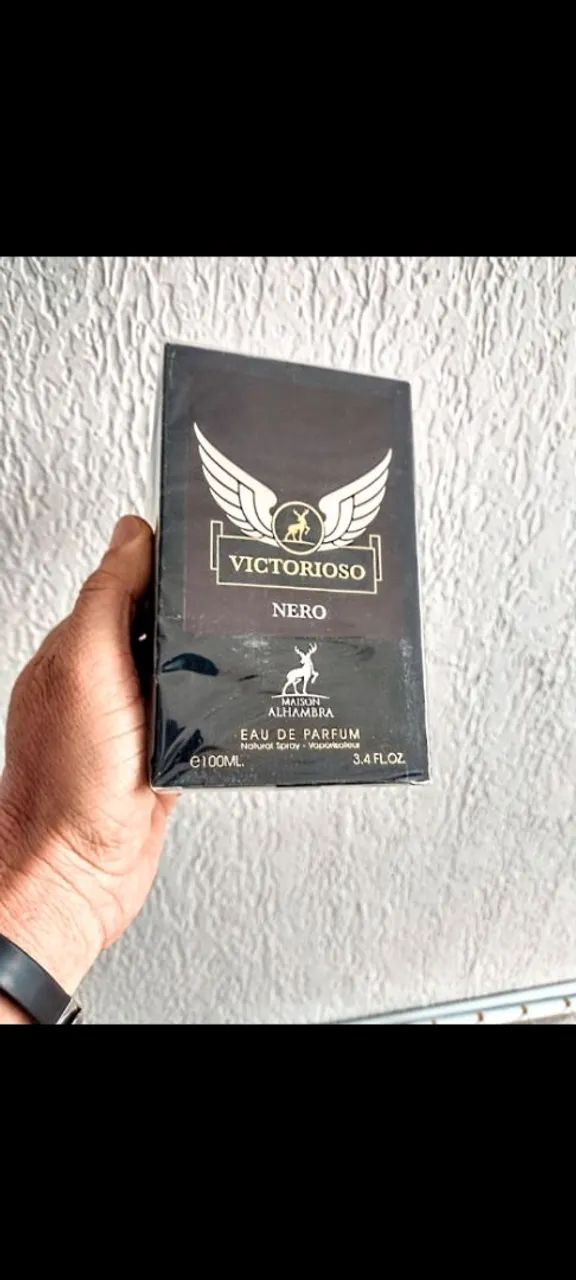 VICTORIOSO
NERO
MAISON
ALHAMBRA
EAU DE PARFUM
Natural Spray - Vaporisateur
℮100ML.
3.4 FL.OZ.